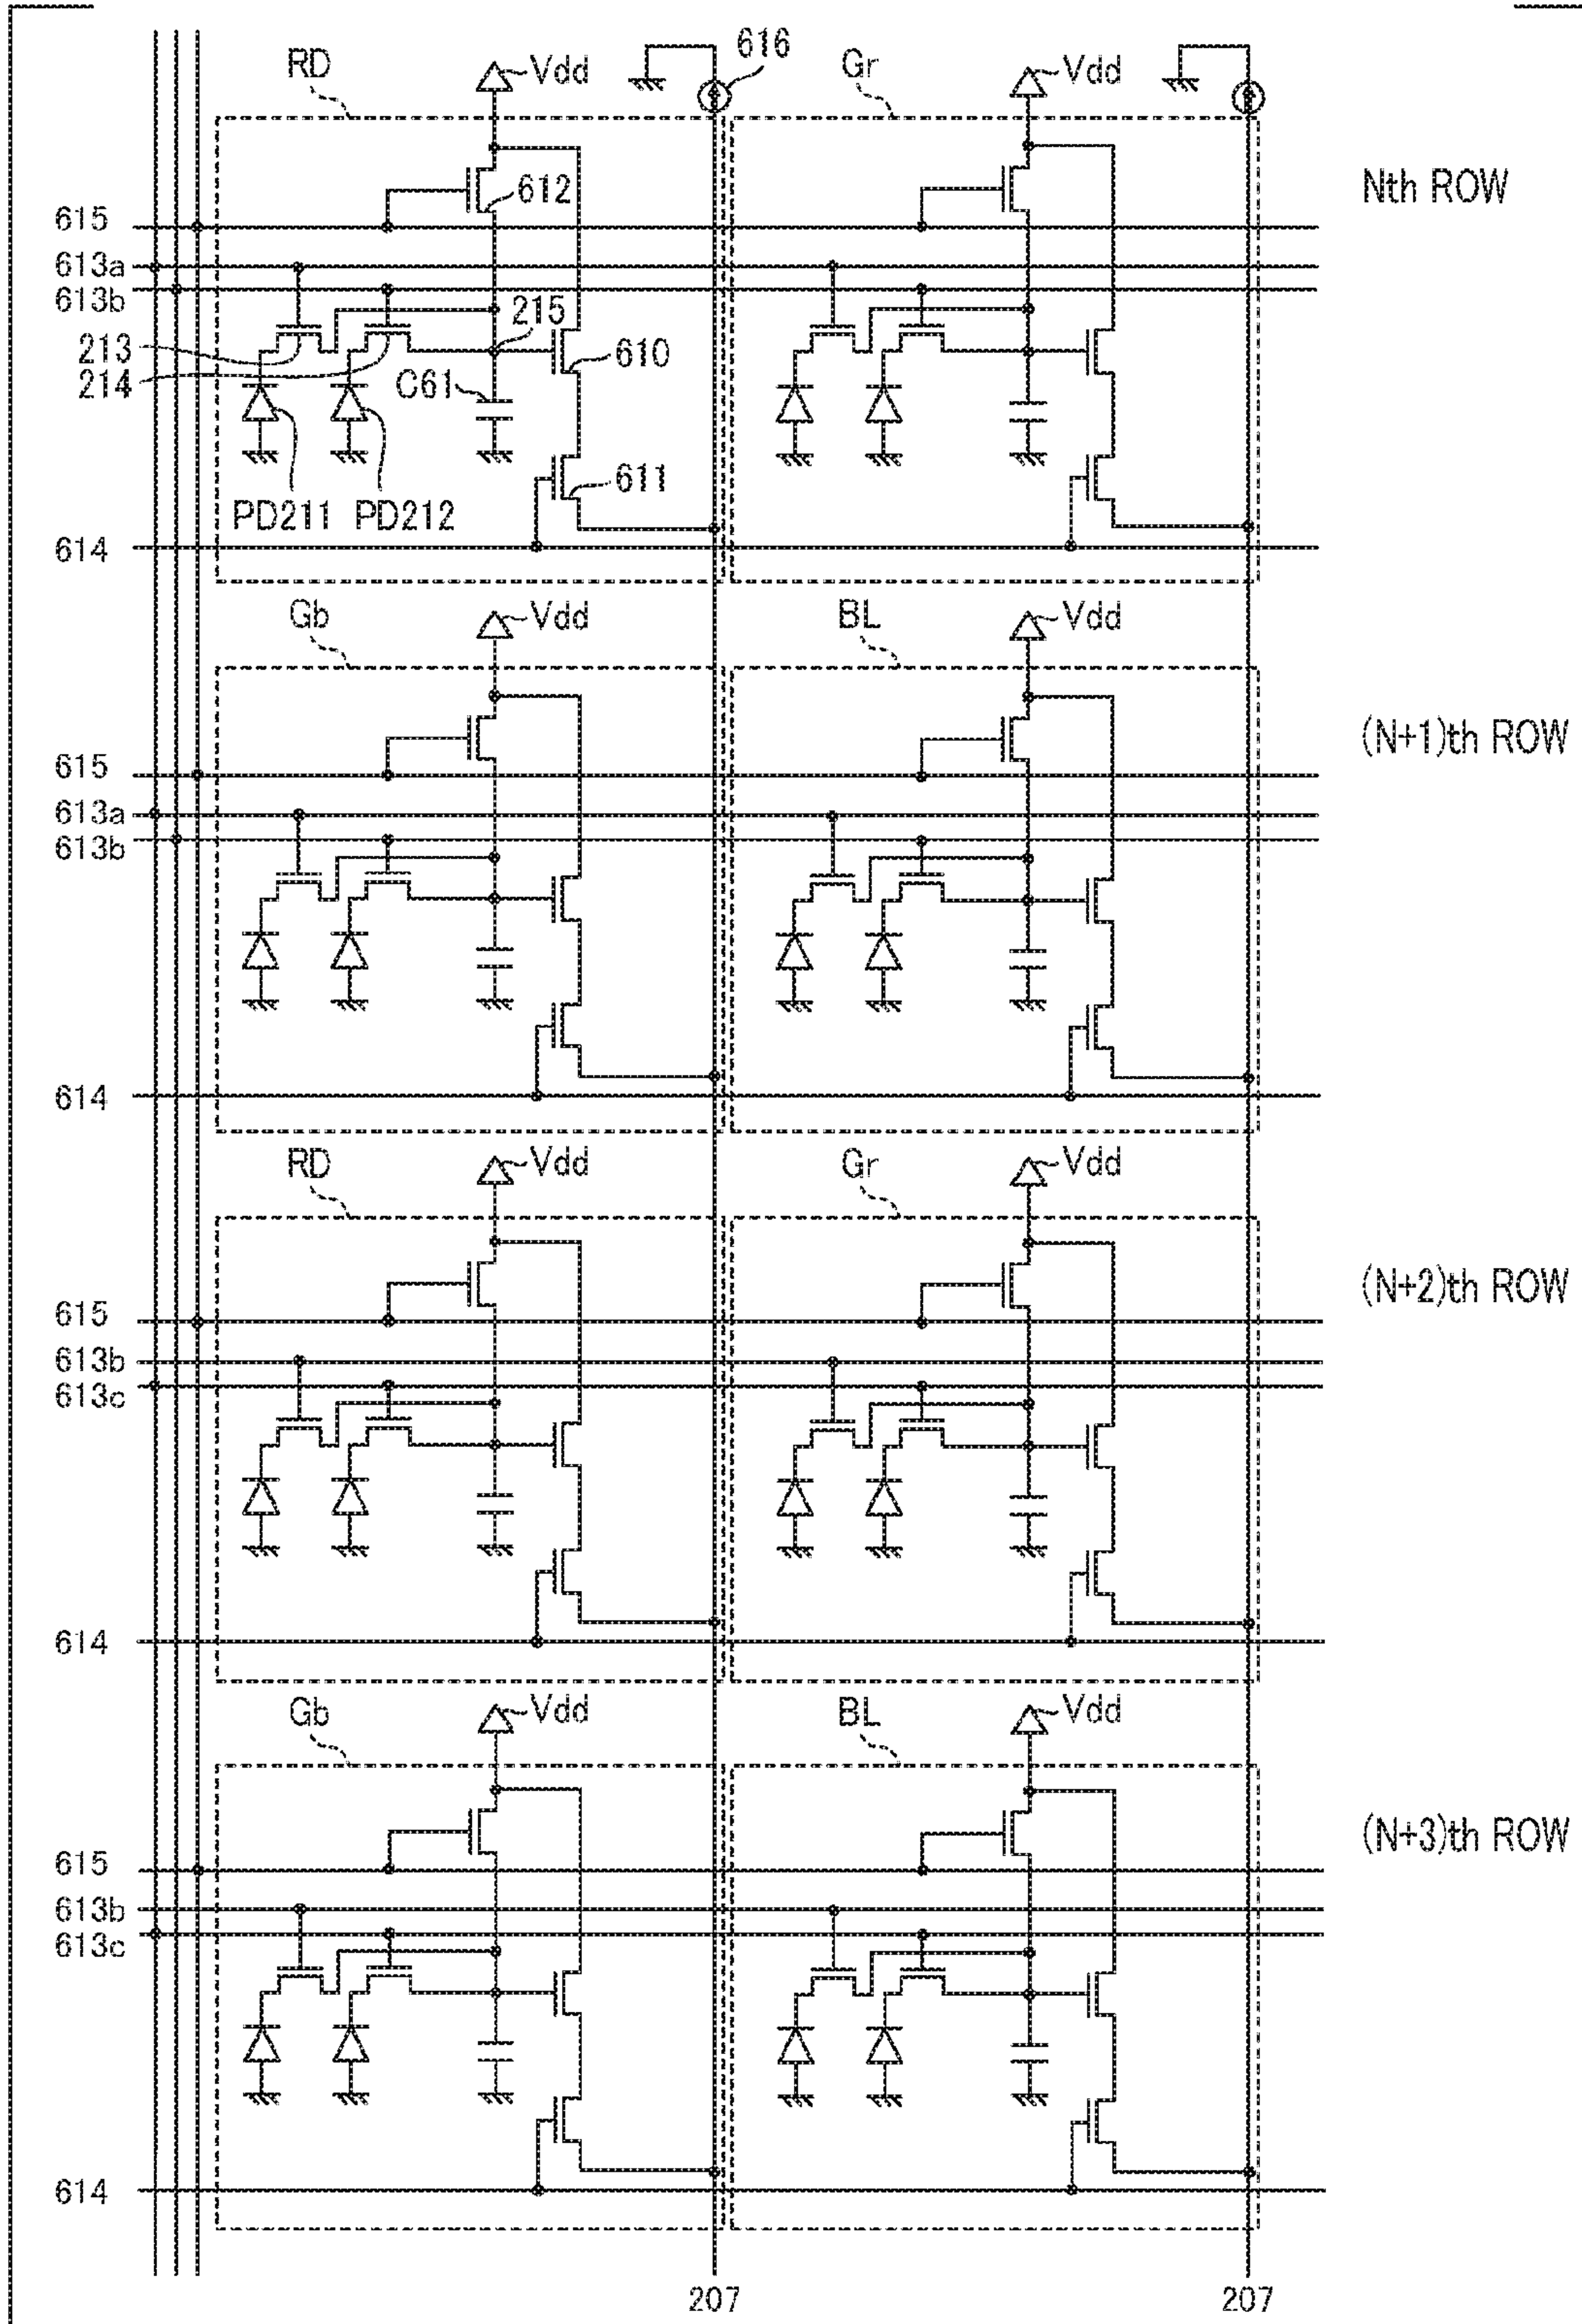 RD
Vdd
616
Gr
Vdd
Nth ROW
615
612
613a
613b
215
213
610
214
C61
611
PD211
PD212
614
Gb
Vdd
BL
Vdd
(N+1)th ROW
615
613a
613b
614
RD
Vdd
Gr
Vdd
(N+2)th ROW
615
613b
613c
614
Gb
Vdd
BL
Vdd
(N+3)th ROW
615
613b
613c
614
207
207